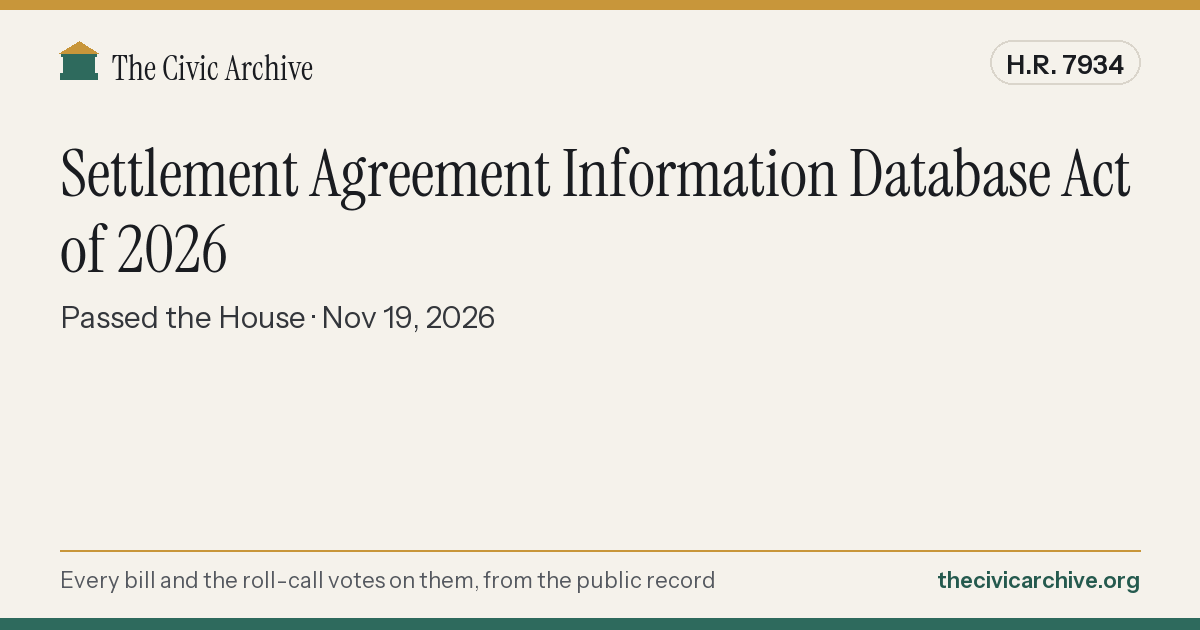 The Civic Archive
H.R. 7934
Settlement Agreement Information Database Act
of 2026
Passed the House · Nov 19, 2026
Every bill and the roll-call votes on them, from the public record
thecivicarchive.org